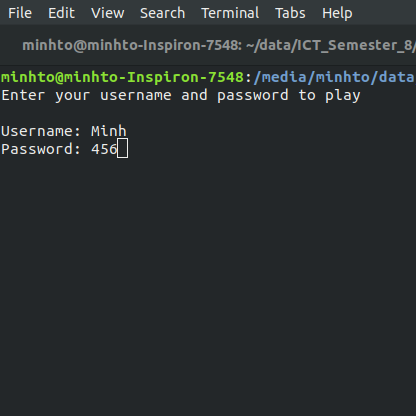 File Edit View Search Terminal Tabs Help
minhto@minhto-Inspiron-7548: ~/data/ICT_Semester_8/
minhto@minhto-Inspiron-7548:/media/minhto/data
Enter your username and password to play
Username: Minh
Password: 456